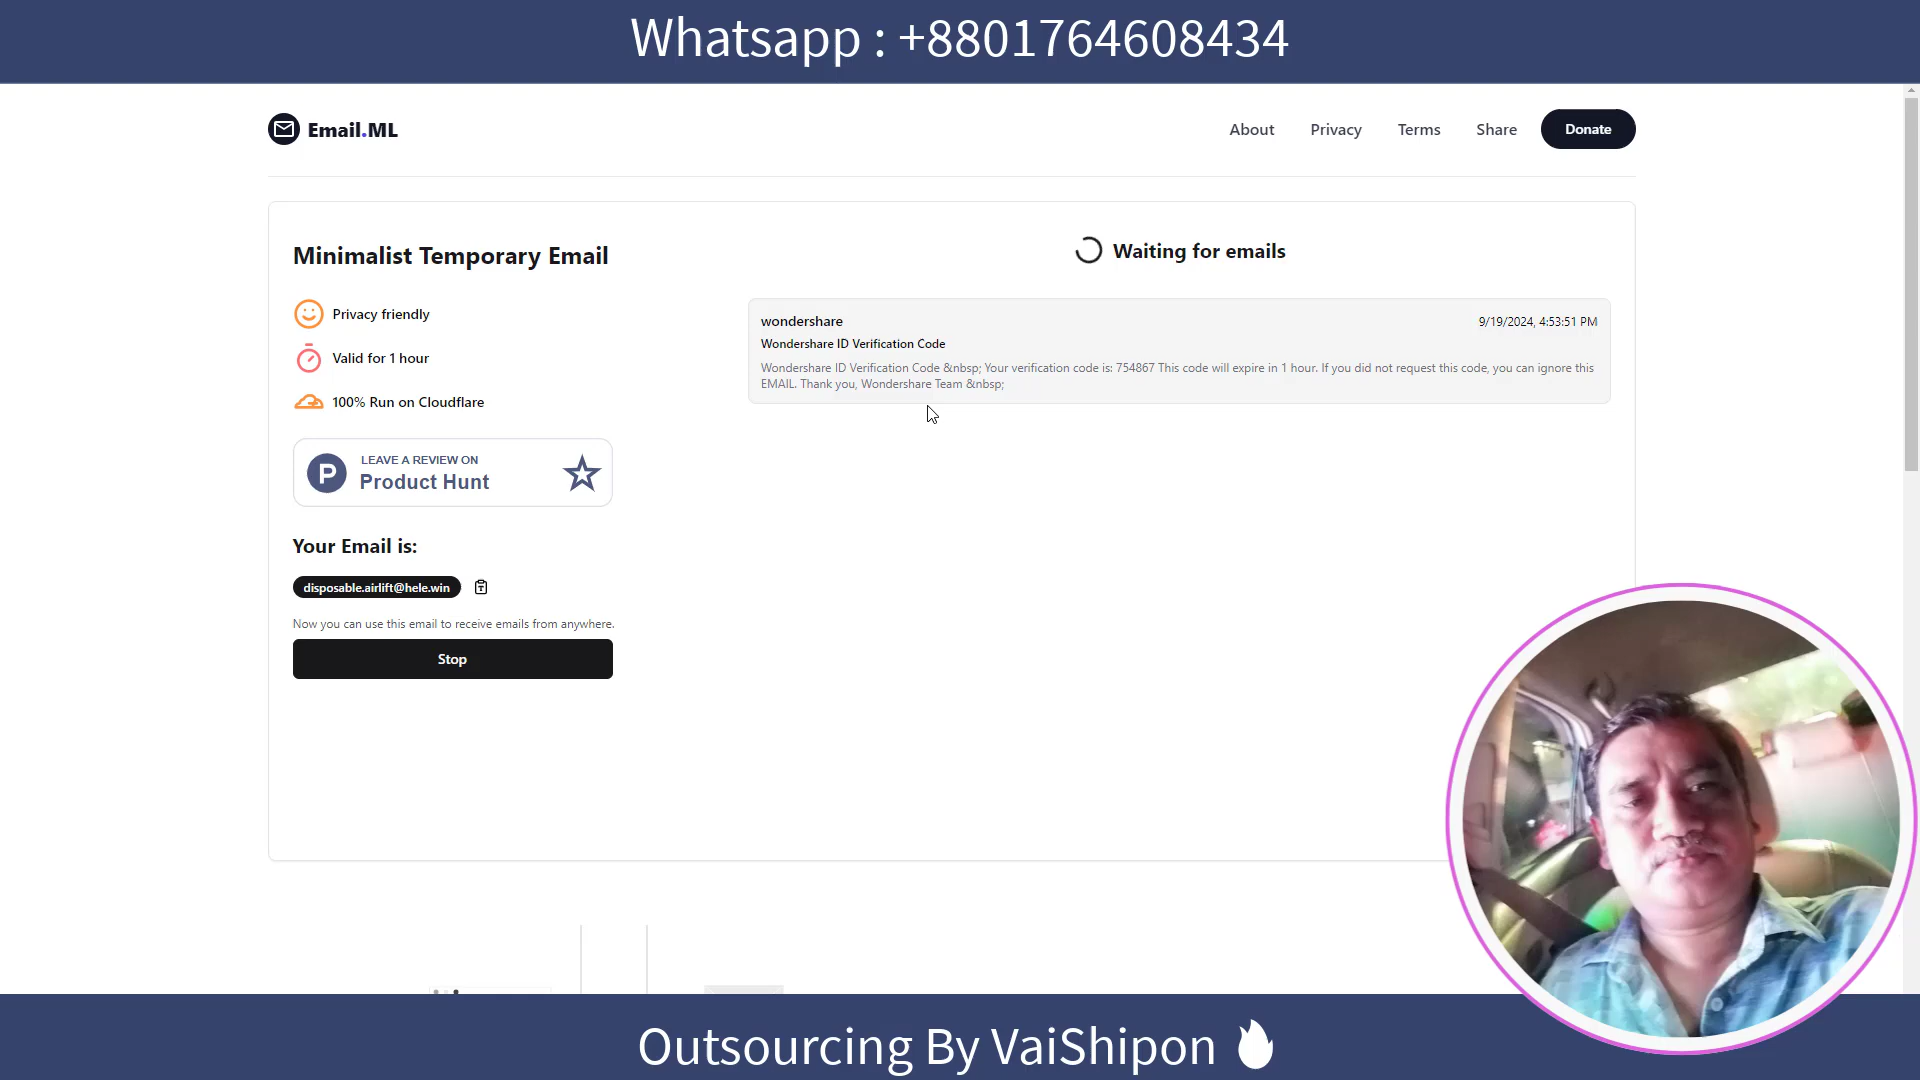 Whatsapp : +8801764608434
Email.ML
About Privacy Terms Share Donate
Minimalist Temporary Email
Privacy friendly
Valid for 1 hour
100% Run on Cloudflare
LEAVE A REVIEW ON
Product Hunt
Your Email is:
disposable.airlift@hele.win
Now you can use this email to receive emails from anywhere.
Stop
Waiting for emails
wondershare 9/19/2024, 4:53:51 PM
Wondershare ID Verification Code
Wondershare ID Verification Code &nbsp; Your verification code is: 754867 This code will expire in 1 hour. If you did not request this code, you can ignore this
EMAIL. Thank you, Wondershare Team &nbsp;
Outsourcing By VaiShipon